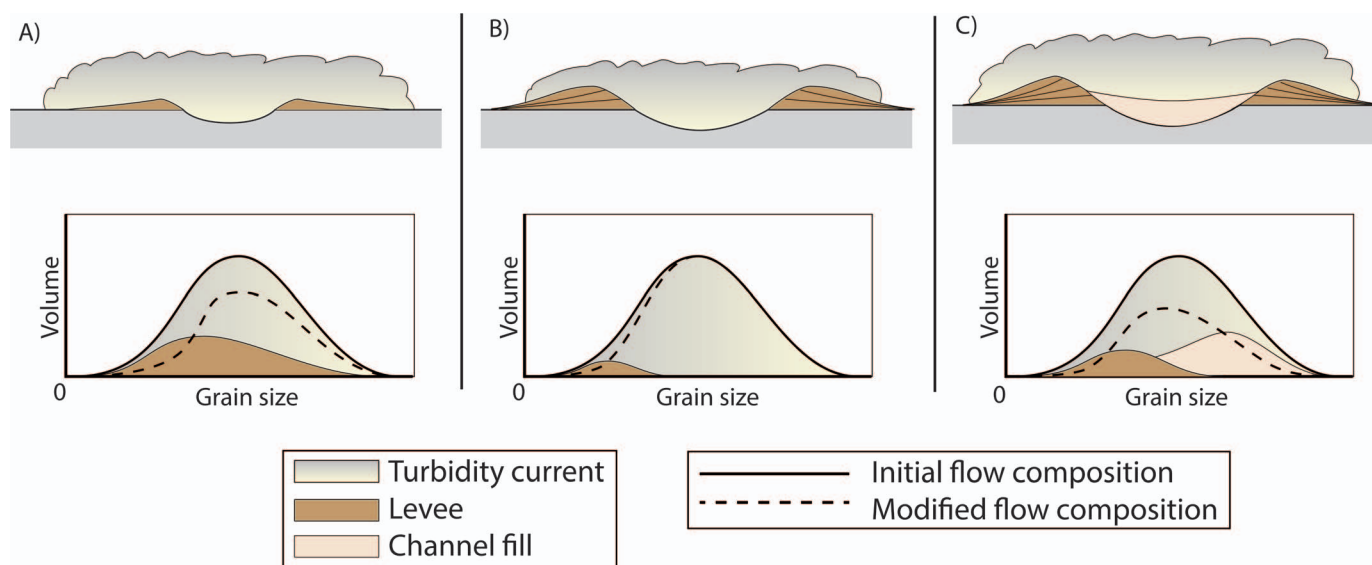 A)
B)
C)
Volume
0
Grain size
Volume
0
Grain size
Volume
0
Grain size
Turbidity current
Levee
Channel fill
Initial flow composition
Modified flow composition